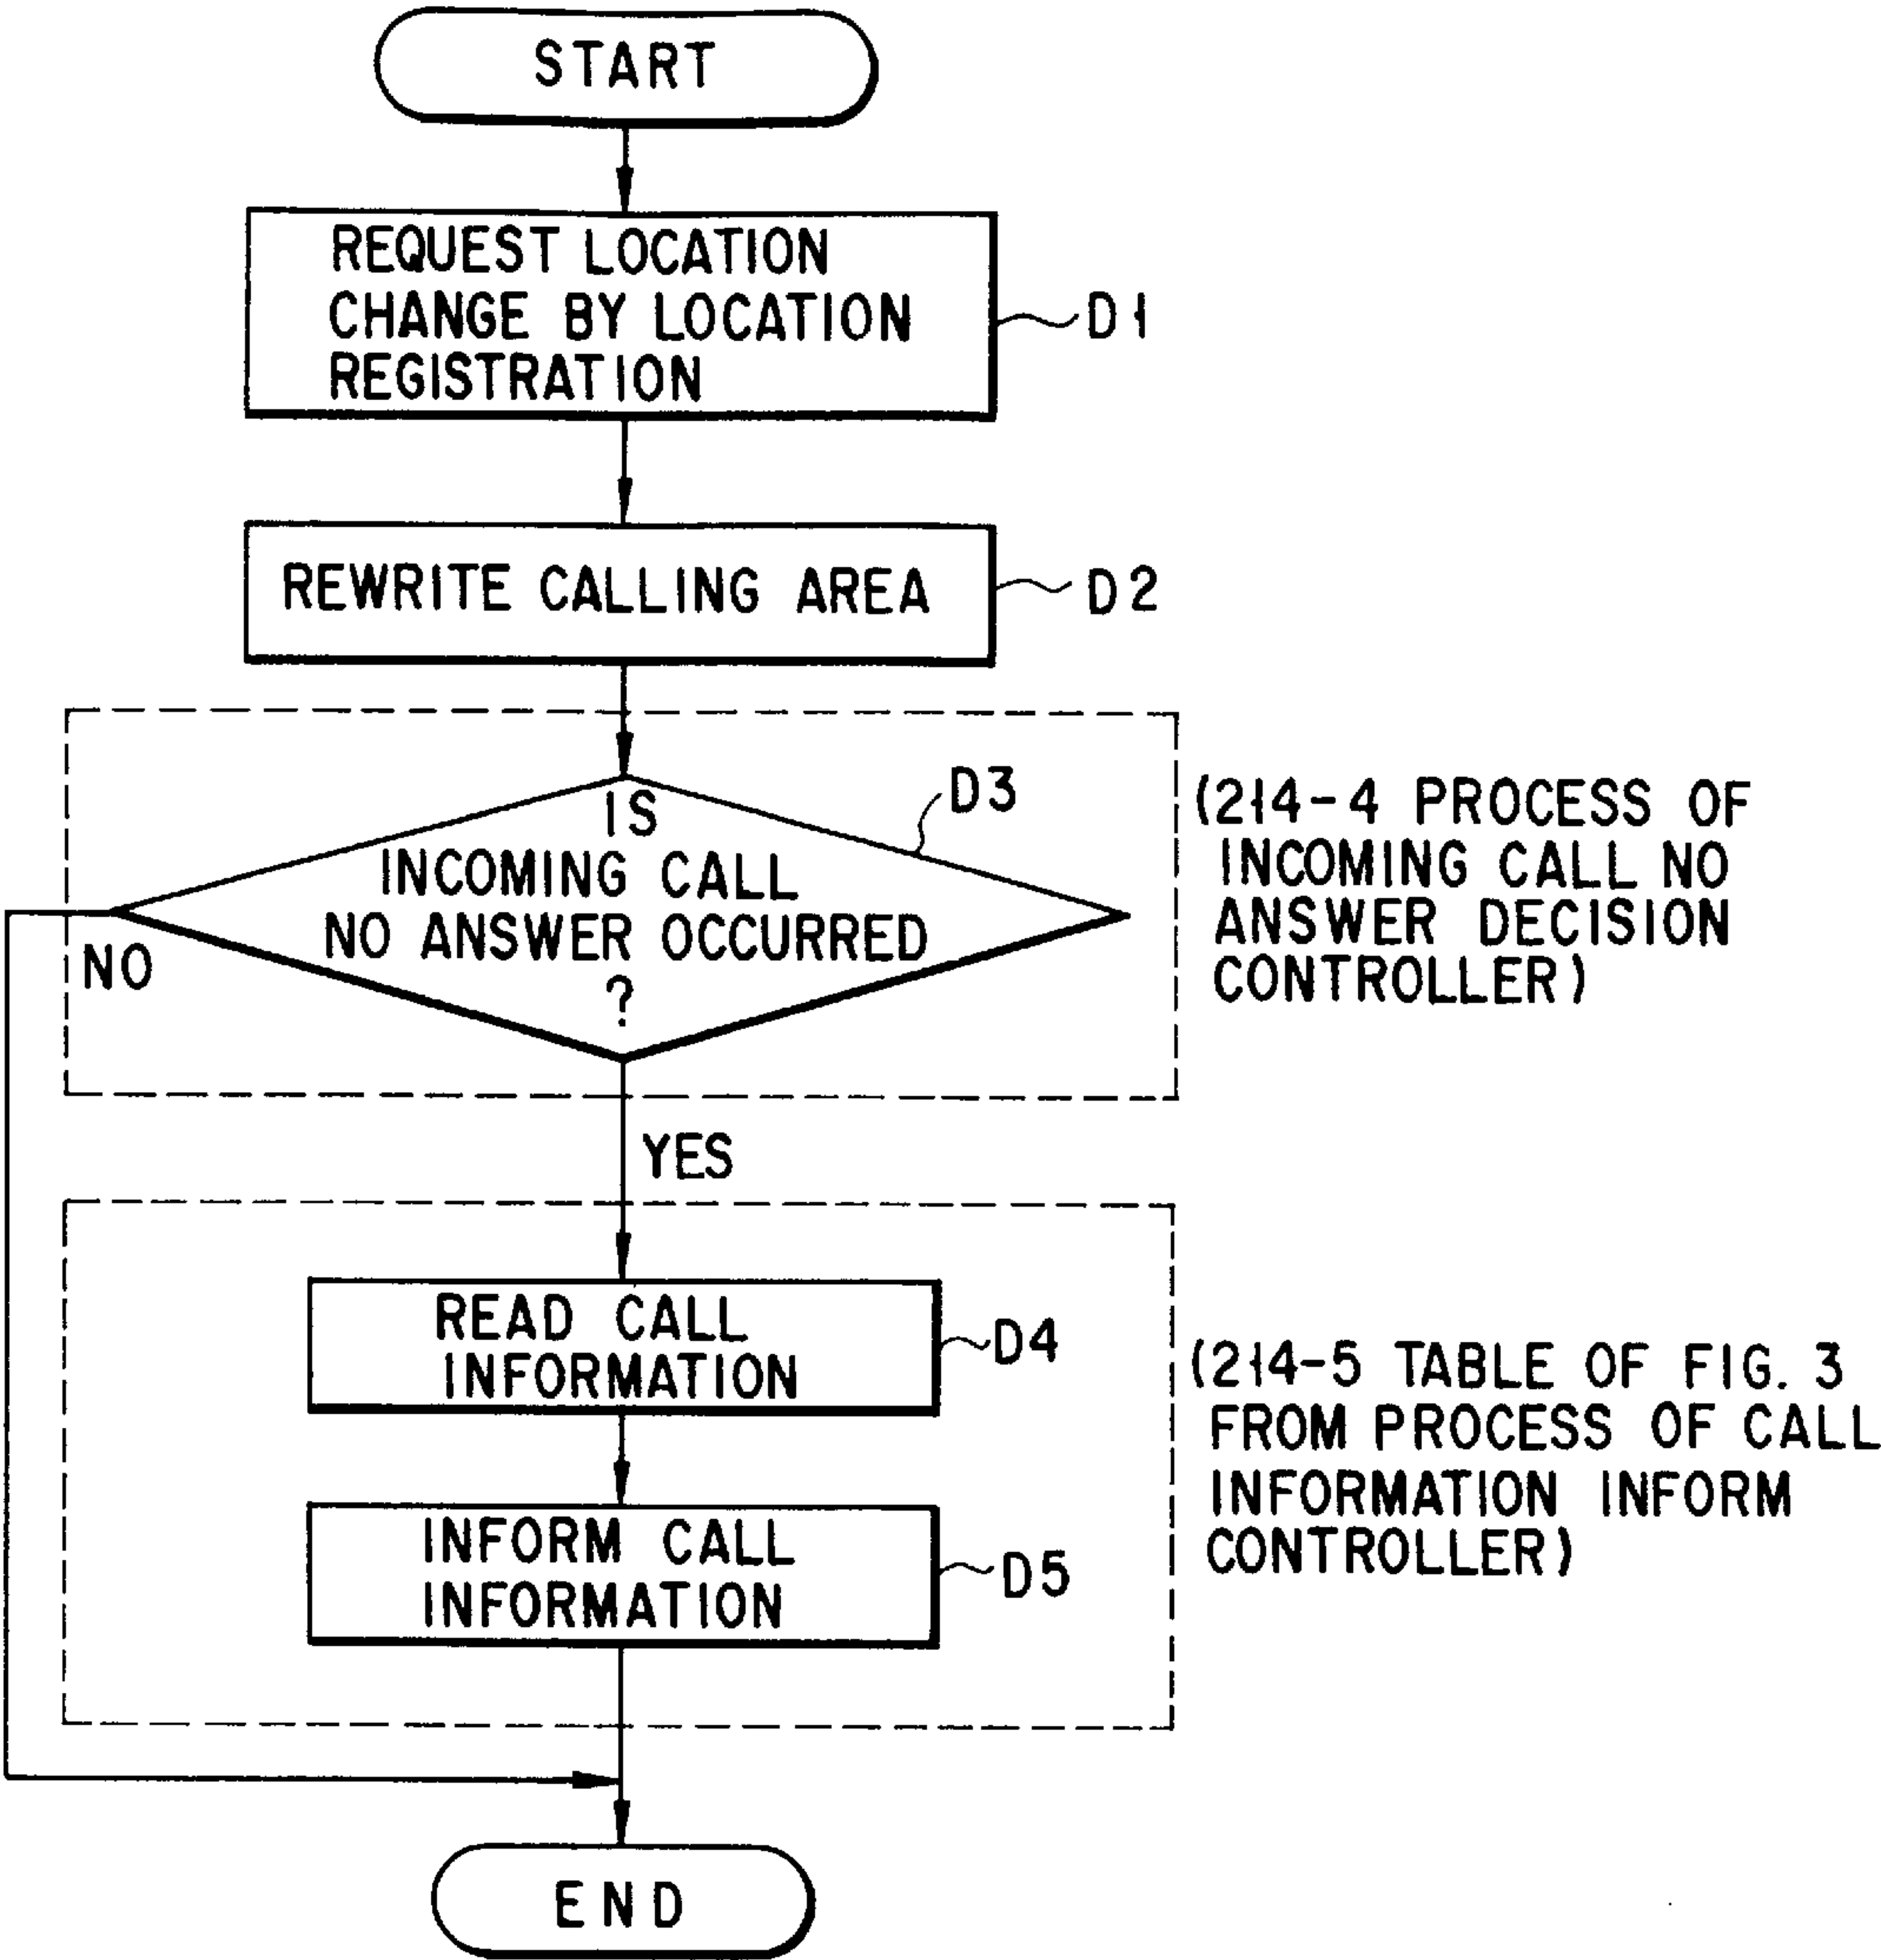 START
REQUEST LOCATION
CHANGE BY LOCATION
REGISTRATION
D1
REWRITE CALLING AREA
D2
D3
IS
INCOMING CALL
NO ANSWER OCCURRED
?
NO
(214-4 PROCESS OF
INCOMING CALL NO
ANSWER DECISION
CONTROLLER)
YES
READ CALL
INFORMATION
D4
INFORM CALL
INFORMATION
D5
(214-5 TABLE OF FIG. 3
FROM PROCESS OF CALL
INFORMATION INFORM
CONTROLLER)
END